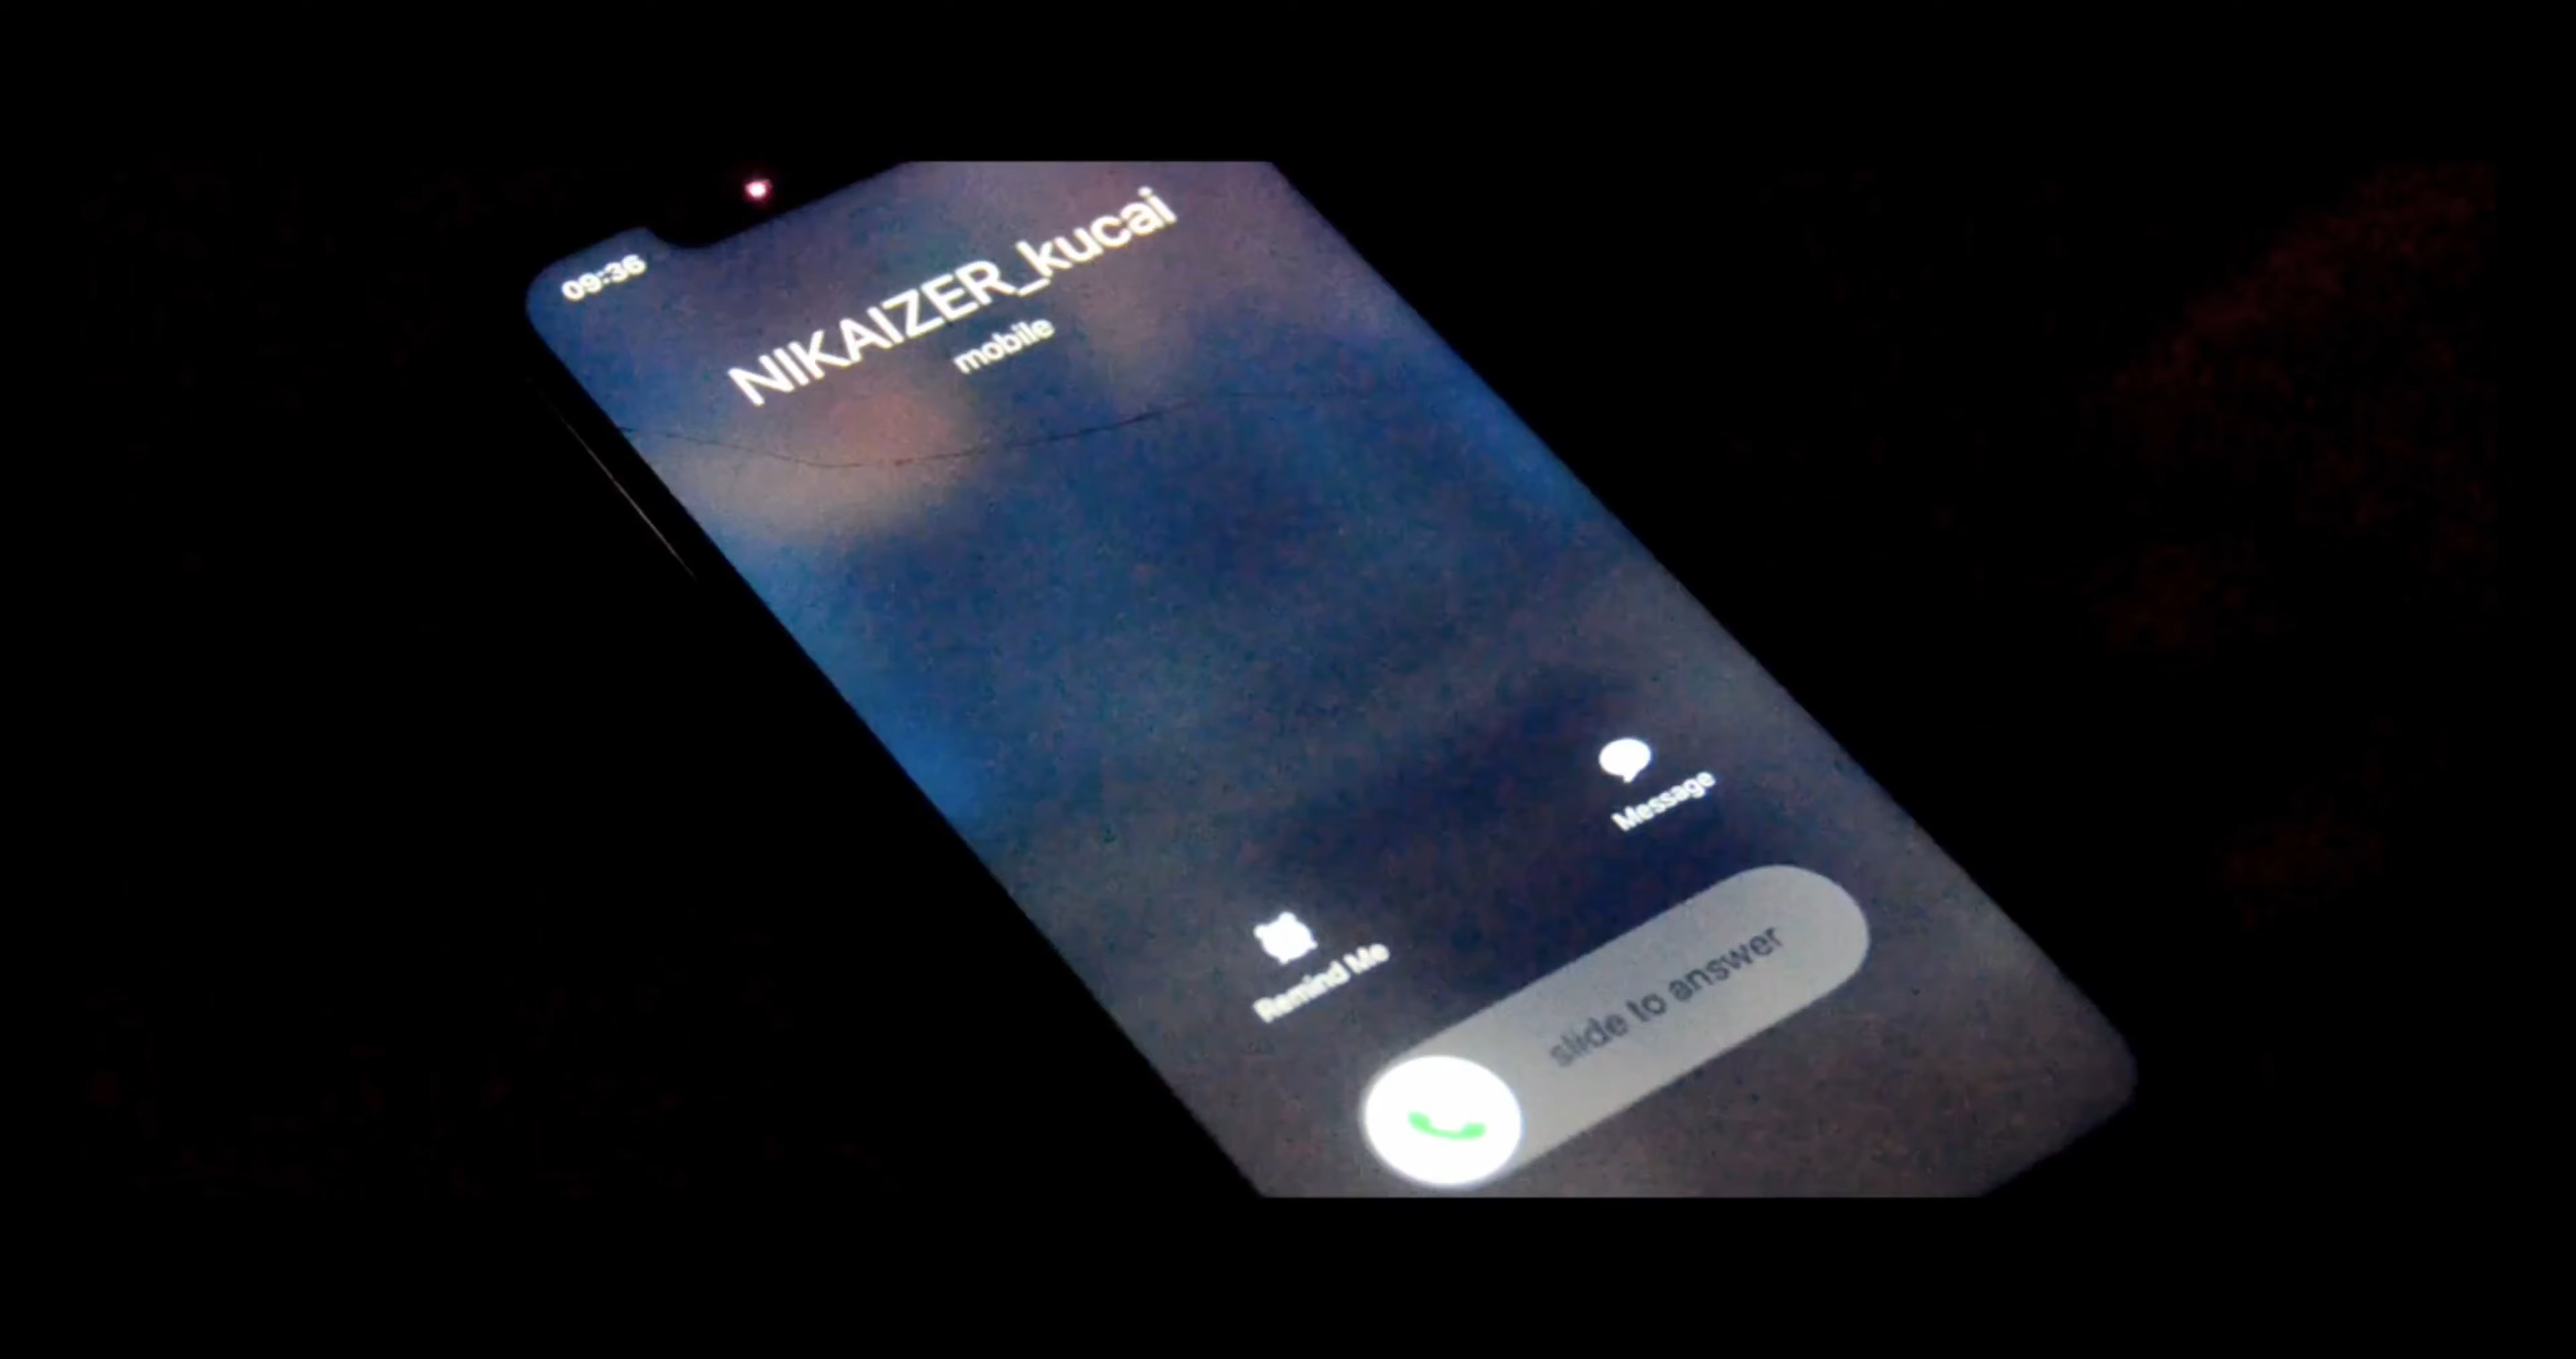 09:36
NIKAIZER_kucai
mobile
Message
Remind Me
slide to answer